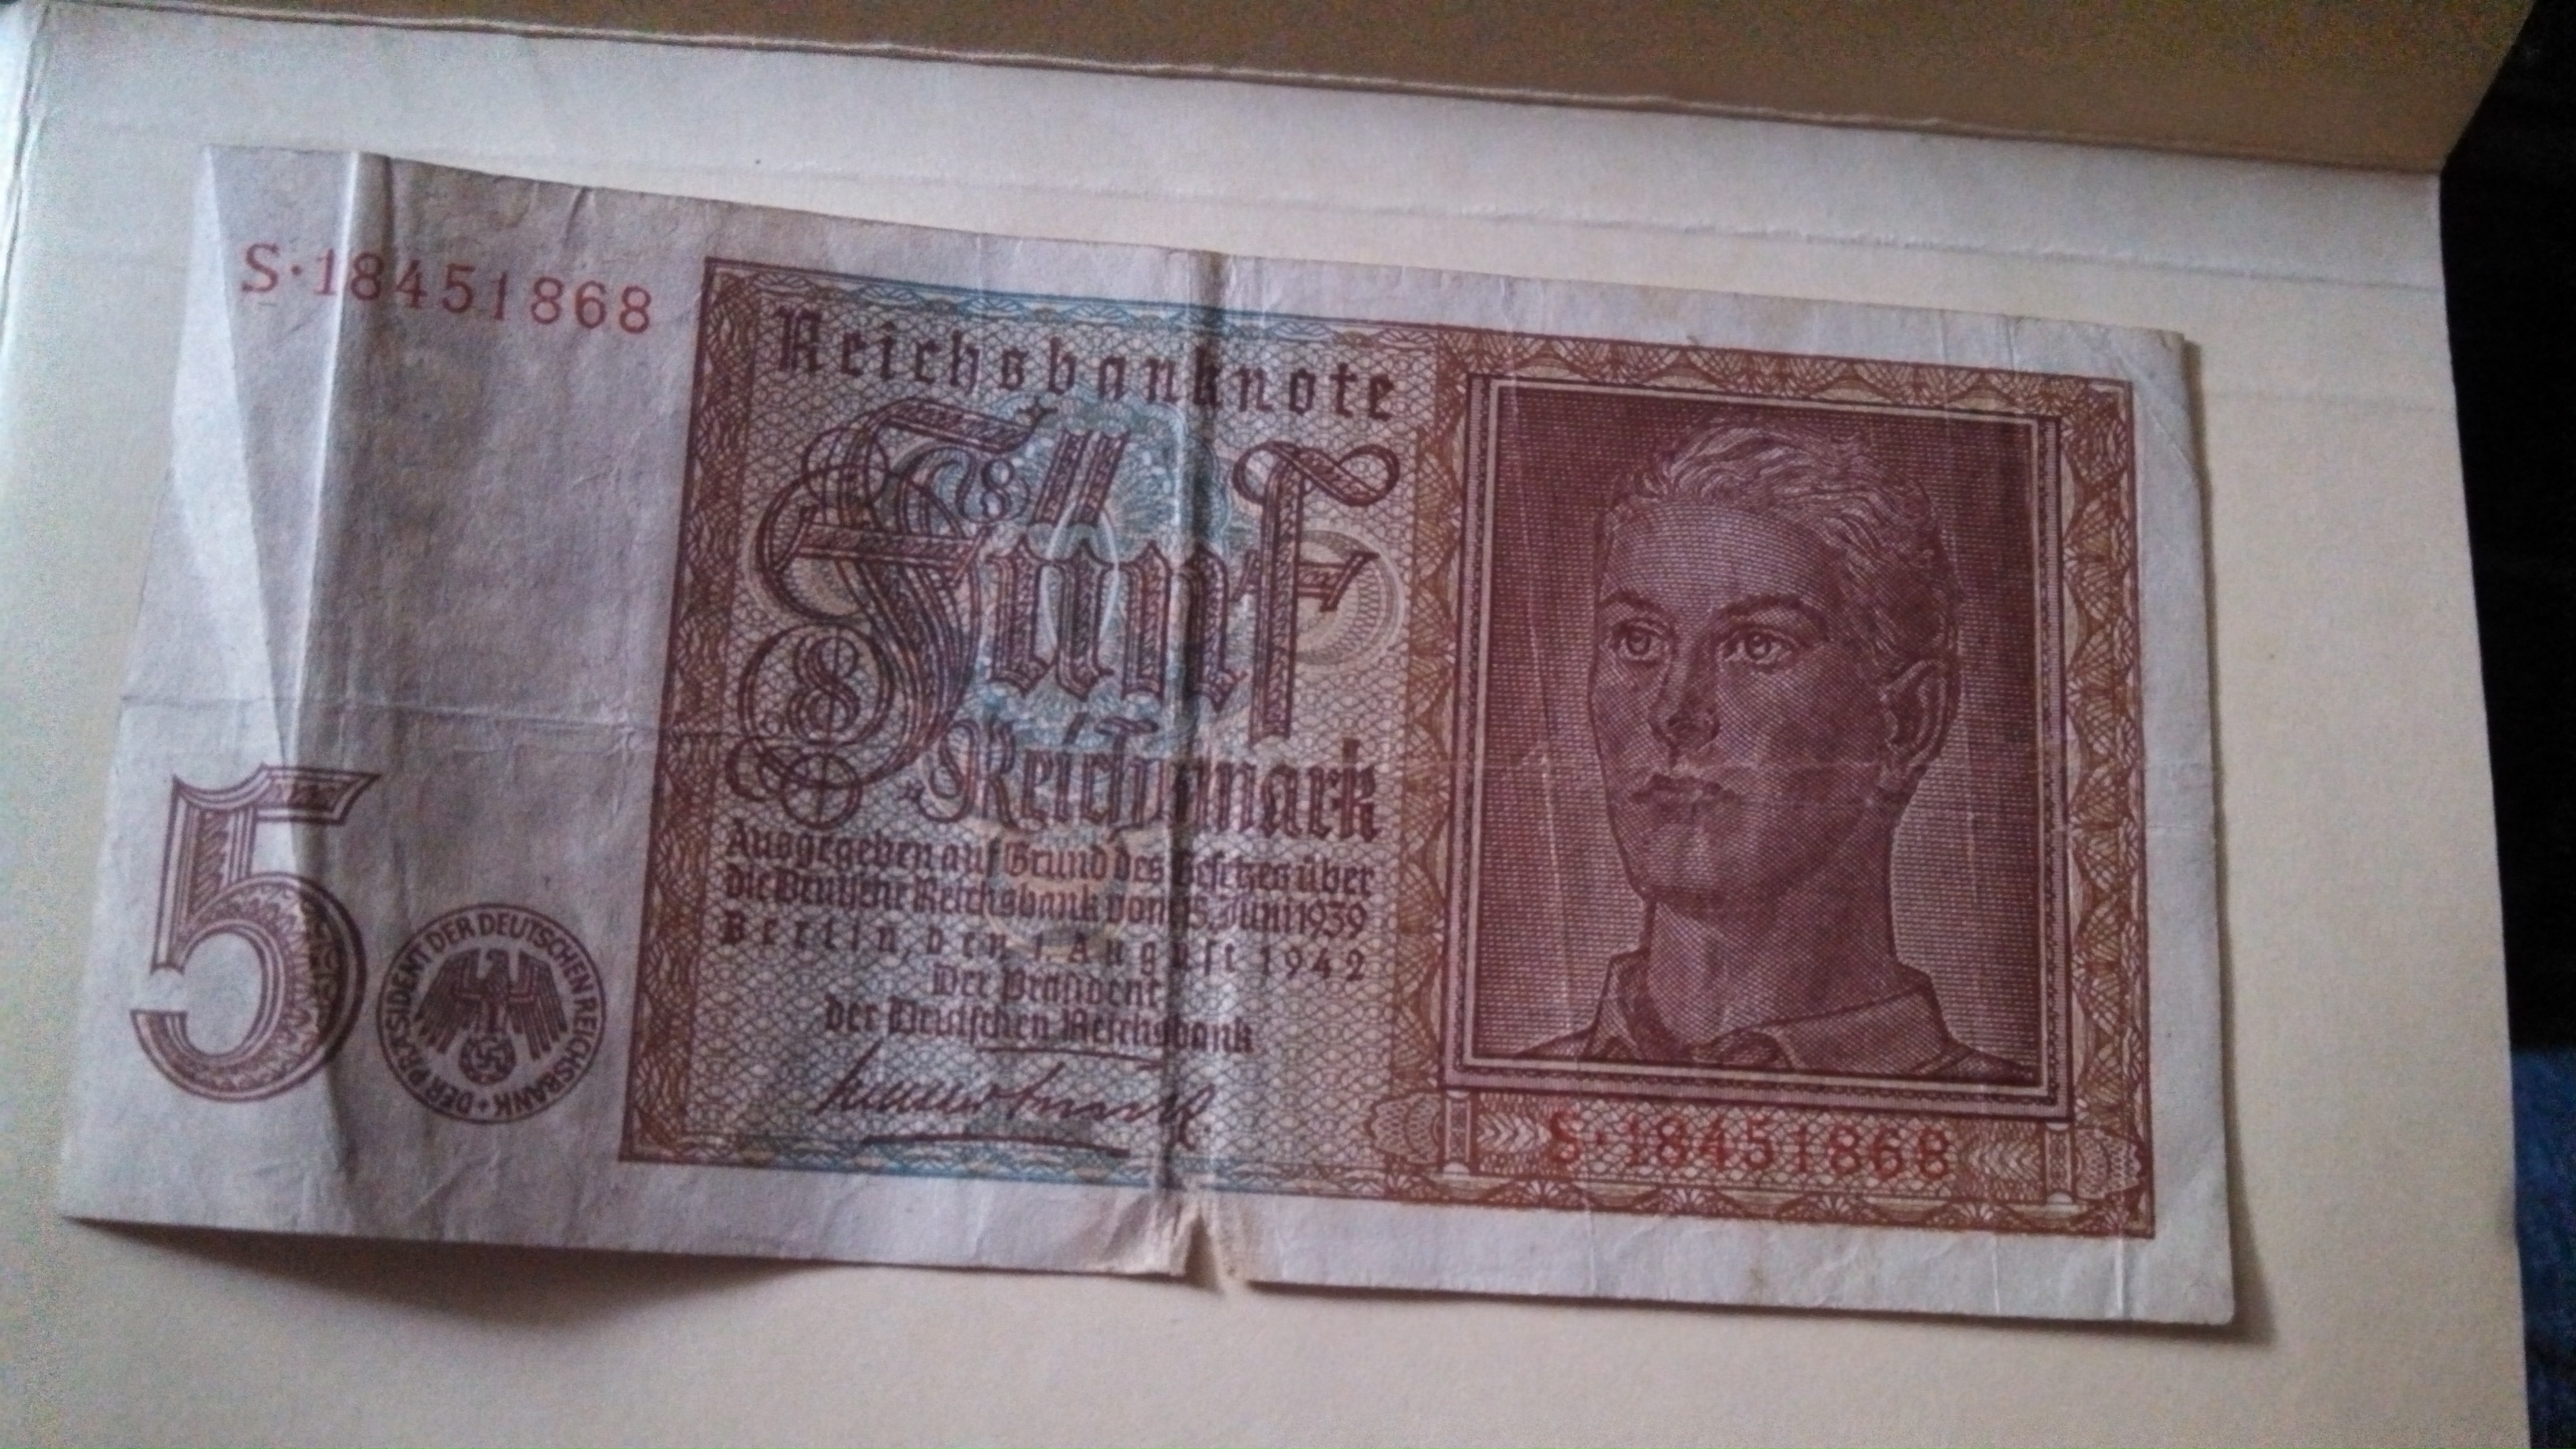 S·18451868
Reichsbanknote
Fünf
Reichsmark
Ausgegeben auf Grund des Gesetzes über
die Deutsche Reichsbank vom 15. Juni 1939
Berlin, den 1. August 1942
Der Präsident
der Deutschen Reichsbank
5
DER PRÆSIDENT DER DEUTSCHEN REICHSBANK
S·18451868